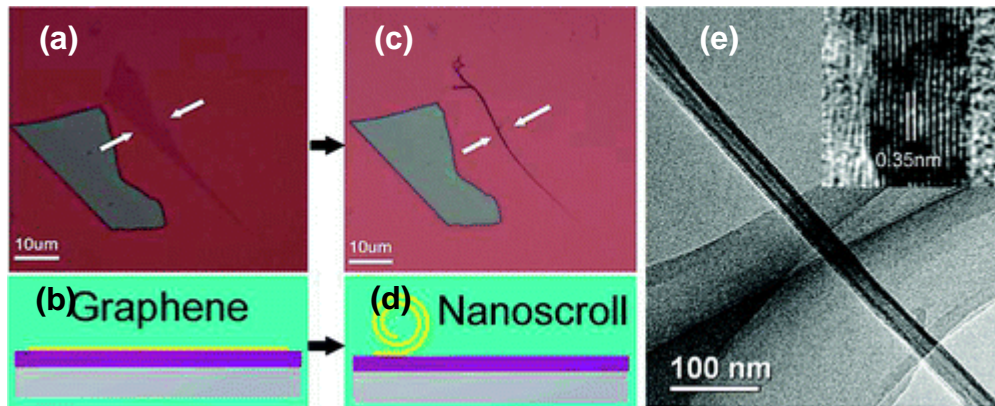 (a)
10um
(b)
Graphene
(c)
10um
(d)
Nanoscroll
(e)
0.35nm
100 nm